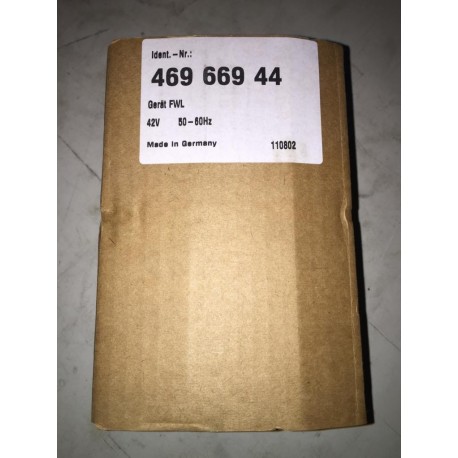 Ident.-Nr.:
469 669 44
Gerät FWL
42V 50-60Hz
Made in Germany 110802